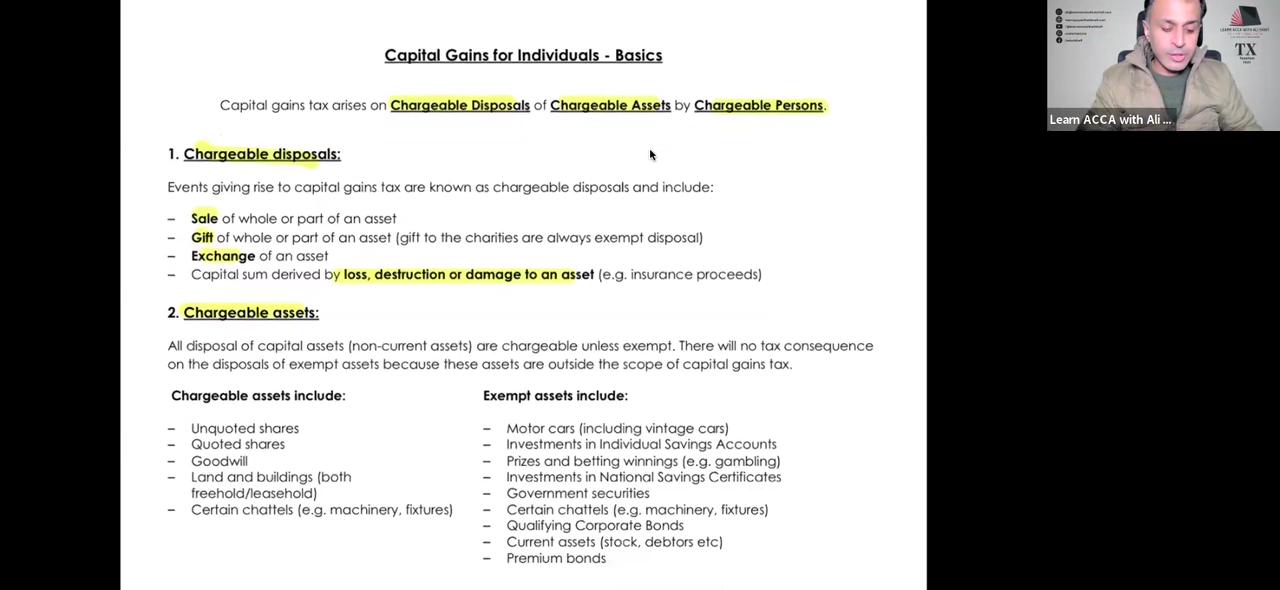 Capital Gains for Individuals - Basics
Capital gains tax arises on Chargeable Disposals of Chargeable Assets by Chargeable Persons.
1. Chargeable disposals:
Events giving rise to capital gains tax are known as chargeable disposals and include:
– Sale of whole or part of an asset
– Gift of whole or part of an asset (gift to the charities are always exempt disposal)
– Exchange of an asset
– Capital sum derived by loss, destruction or damage to an asset (e.g. insurance proceeds)
2. Chargeable assets:
All disposal of capital assets (non-current assets) are chargeable unless exempt. There will no tax consequence
on the disposals of exempt assets because these assets are outside the scope of capital gains tax.
Chargeable assets include:
– Unquoted shares
– Quoted shares
– Goodwill
– Land and buildings (both
freehold/leasehold)
– Certain chattels (e.g. machinery, fixtures)
Exempt assets include:
– Motor cars (including vintage cars)
– Investments in Individual Savings Accounts
– Prizes and betting winnings (e.g. gambling)
– Investments in National Savings Certificates
– Government securities
– Certain chattels (e.g. machinery, fixtures)
– Qualifying Corporate Bonds
– Current assets (stock, debtors etc)
– Premium bonds
TX
Learn ACCA with Ali ...